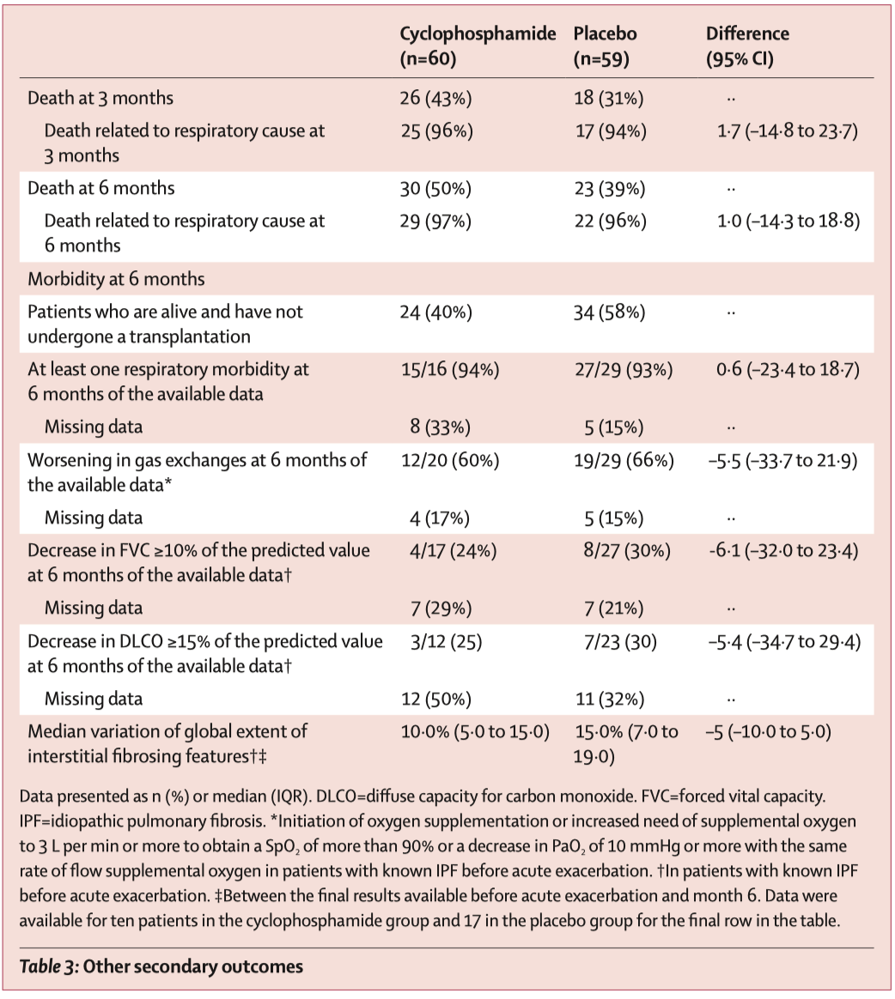 Cyclophosphamide Placebo Difference
(n=60) (n=59) (95% CI)
Death at 3 months 26 (43%) 18 (31%) ··
Death related to respiratory cause at 25 (96%) 17 (94%) 1·7 (–14·8 to 23·7)
3 months
Death at 6 months 30 (50%) 23 (39%) ··
Death related to respiratory cause at 29 (97%) 22 (96%) 1·0 (–14·3 to 18·8)
6 months
Morbidity at 6 months
Patients who are alive and have not 24 (40%) 34 (58%) ··
undergone a transplantation
At least one respiratory morbidity at 15/16 (94%) 27/29 (93%) 0·6 (–23·4 to 18·7)
6 months of the available data
Missing data 8 (33%) 5 (15%) ··
Worsening in gas exchanges at 6 months of 12/20 (60%) 19/29 (66%) –5·5 (–33·7 to 21·9)
the available data*
Missing data 4 (17%) 5 (15%) ··
Decrease in FVC ≥10% of the predicted value 4/17 (24%) 8/27 (30%) -6·1 (–32·0 to 23·4)
at 6 months of the available data†
Missing data 7 (29%) 7 (21%) ··
Decrease in DLCO ≥15% of the predicted value 3/12 (25) 7/23 (30) –5·4 (–34·7 to 29·4)
at 6 months of the available data†
Missing data 12 (50%) 11 (32%) ··
Median variation of global extent of 10·0% (5·0 to 15·0) 15·0% (7·0 to –5 (–10·0 to 5·0)
interstitial fibrosing features†‡ 19·0)
Data presented as n (%) or median (IQR). DLCO=diffuse capacity for carbon monoxide. FVC=forced vital capacity.
IPF=idiopathic pulmonary fibrosis. *Initiation of oxygen supplementation or increased need of supplemental oxygen
to 3 L per min or more to obtain a SpO₂ of more than 90% or a decrease in PaO₂ of 10 mmHg or more with the same
rate of flow supplemental oxygen in patients with known IPF before acute exacerbation. †In patients with known IPF
before acute exacerbation. ‡Between the final results available before acute exacerbation and month 6. Data were
available for ten patients in the cyclophosphamide group and 17 in the placebo group for the final row in the table.
Table 3: Other secondary outcomes